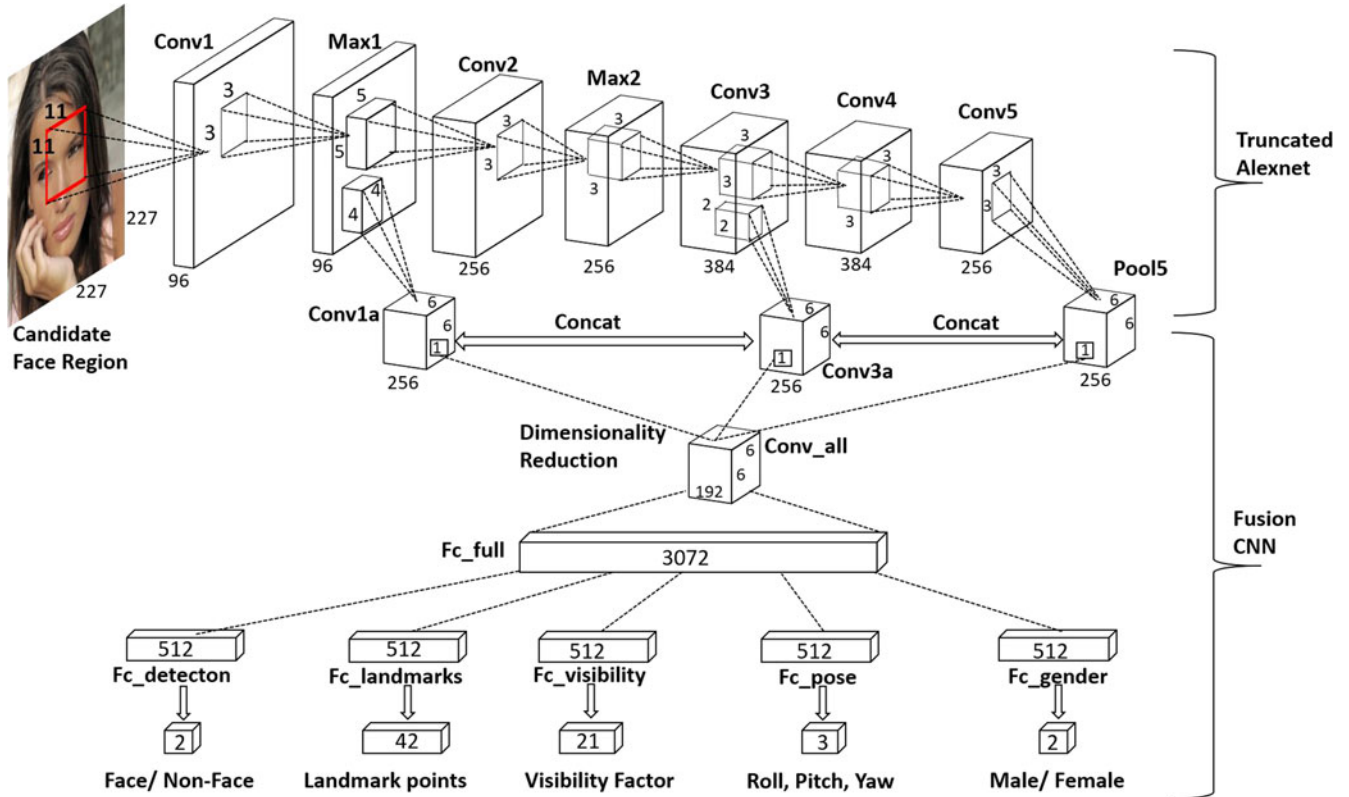 Conv1
Max1
Conv2
Max2
Conv3
Conv4
Conv5
11
11
227
227
Candidate
Face Region
3
3
96
5
5
4
4
96
3
3
256
3
3
256
3
3
2
2
384
3
3
384
3
3
256
Truncated
Alexnet
Conv1a
6
6
1
256
Concat
6
6
1
256
Conv3a
Concat
Pool5
6
6
1
256
Dimensionality
Reduction
6
6
192
Conv_all
Fc_full
3072
Fusion
CNN
512
512
512
512
512
Fc_detecton
Fc_landmarks
Fc_visibility
Fc_pose
Fc_gender
2
42
21
3
2
Face/ Non-Face
Landmark points
Visibility Factor
Roll, Pitch, Yaw
Male/ Female